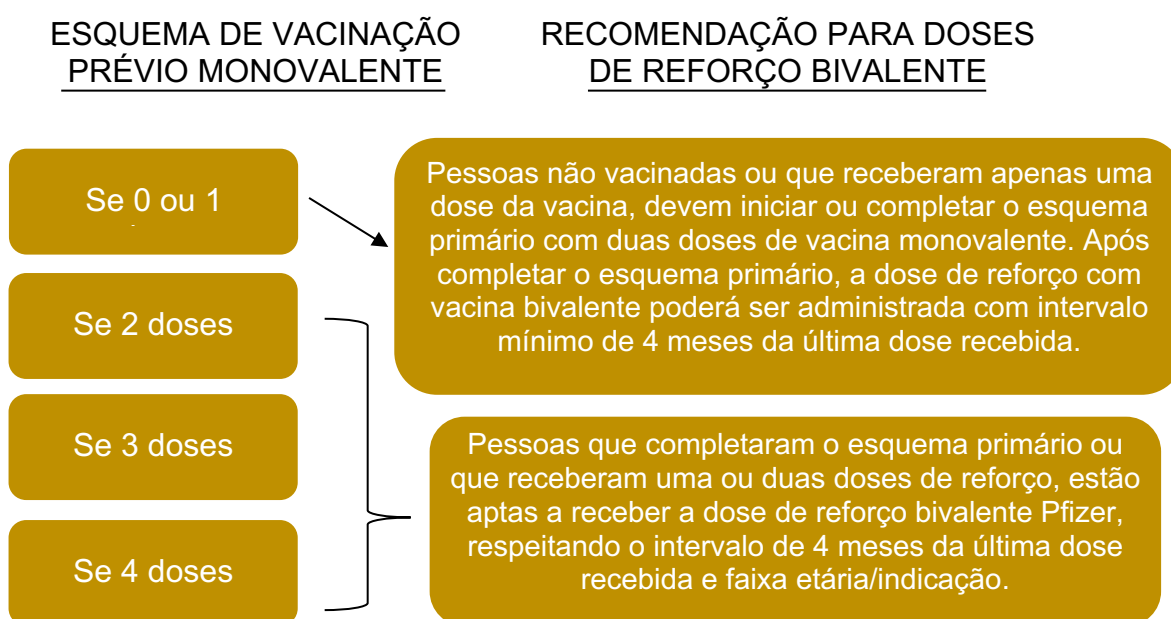 ESQUEMA DE VACINAÇÃO
PRÉVIO MONOVALENTE
RECOMENDAÇÃO PARA DOSES
DE REFORÇO BIVALENTE
Se 0 ou 1
Pessoas não vacinadas ou que receberam apenas uma
dose da vacina, devem iniciar ou completar o esquema
primário com duas doses de vacina monovalente. Após
completar o esquema primário, a dose de reforço com
vacina bivalente poderá ser administrada com intervalo
mínimo de 4 meses da última dose recebida.
Se 2 doses
Se 3 doses
Se 4 doses
Pessoas que completaram o esquema primário ou
que receberam uma ou duas doses de reforço, estão
aptas a receber a dose de reforço bivalente Pfizer,
respeitando o intervalo de 4 meses da última dose
recebida e faixa etária/indicação.